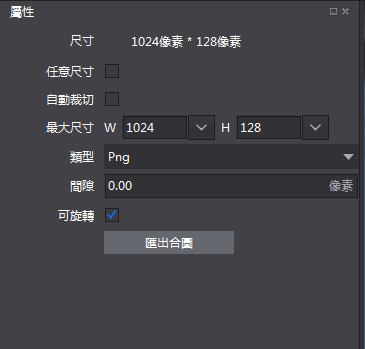 屬性
尺寸 1024像素 * 128像素
任意尺寸
自動裁切
最大尺寸 W 1024 H 128
類型 Png
間隙 0.00 像素
可旋轉
匯出合圖